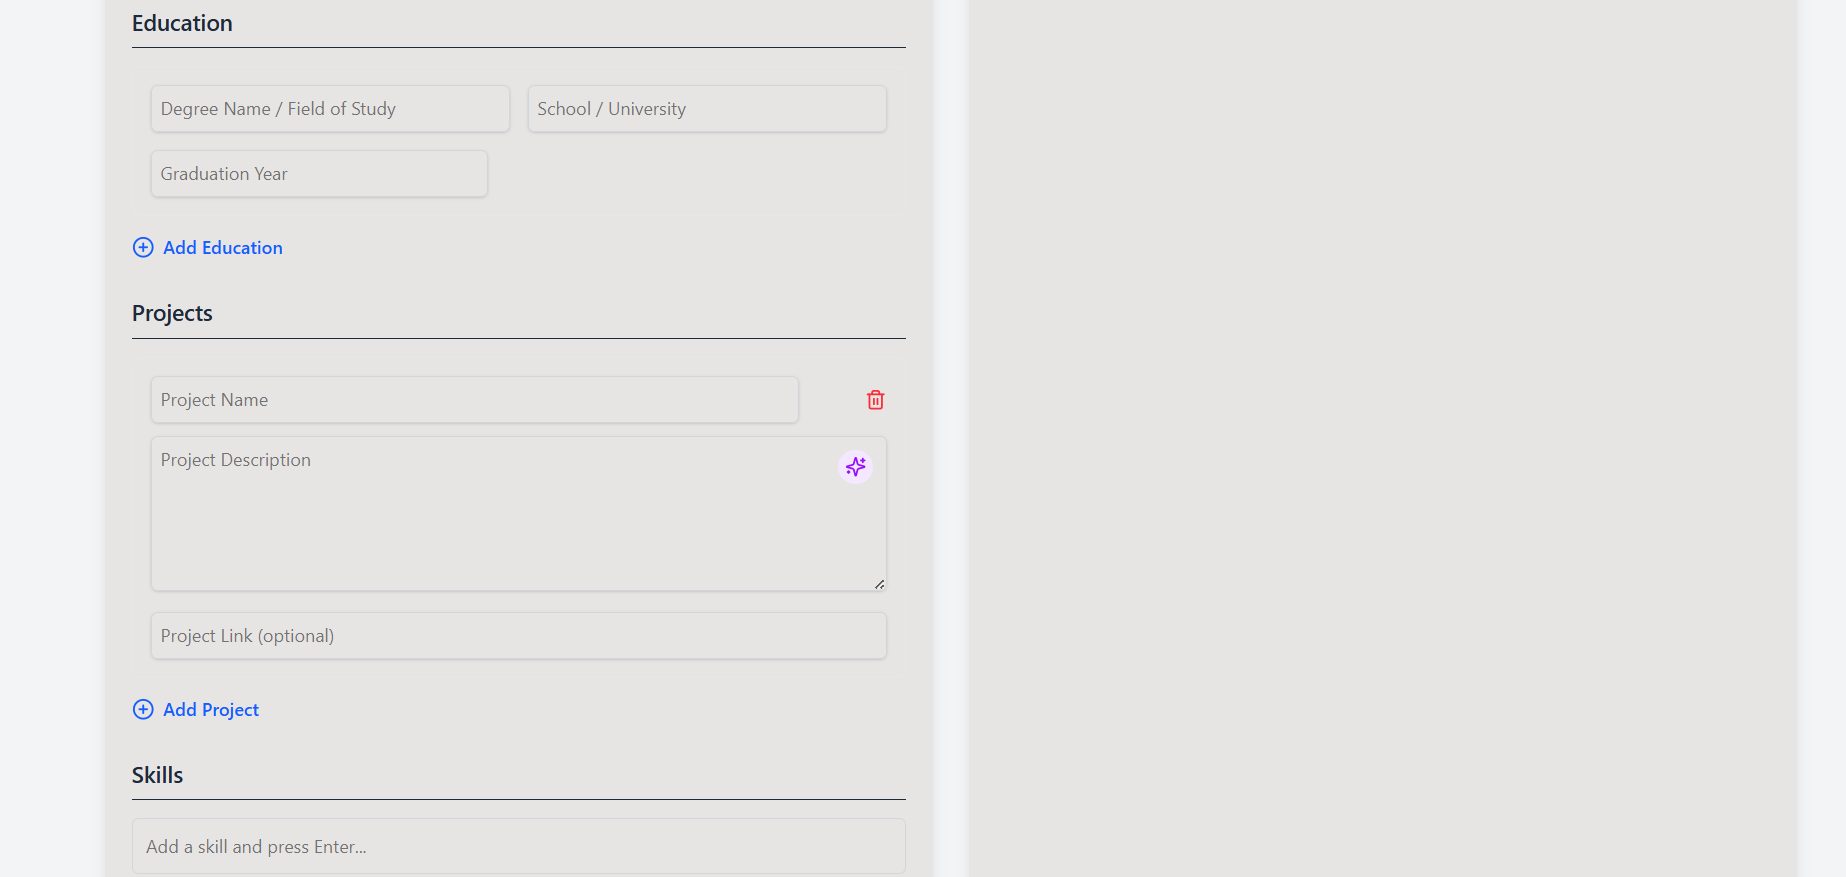 Education
Degree Name / Field of Study
School / University
Graduation Year
Add Education
Projects
Project Name
Project Description
Project Link (optional)
Add Project
Skills
Add a skill and press Enter...